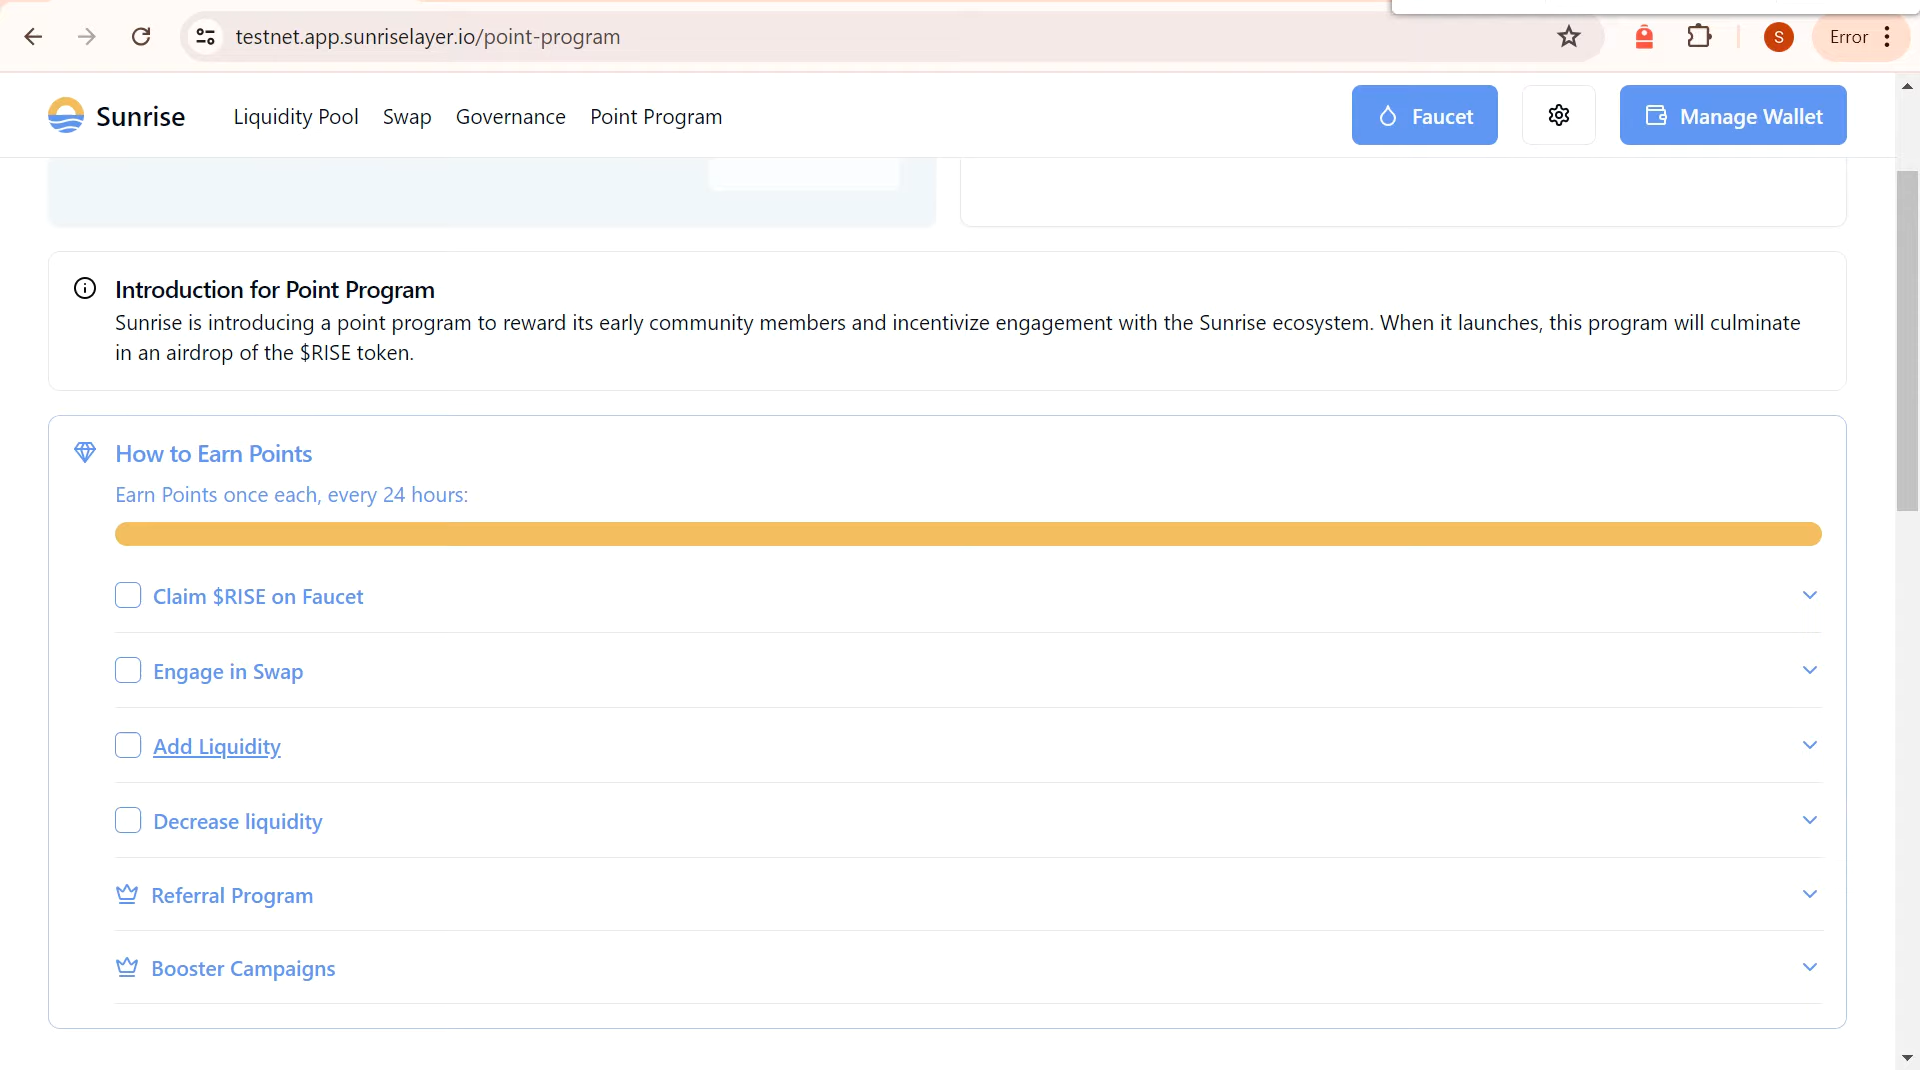 testnet.app.sunriselayer.io/point-program
S
Error
Sunrise
Liquidity Pool
Swap
Governance
Point Program
Faucet
Manage Wallet
Introduction for Point Program
Sunrise is introducing a point program to reward its early community members and incentivize engagement with the Sunrise ecosystem. When it launches, this program will culminate
in an airdrop of the $RISE token.
How to Earn Points
Earn Points once each, every 24 hours:
Claim $RISE on Faucet
Engage in Swap
Add Liquidity
Decrease liquidity
Referral Program
Booster Campaigns